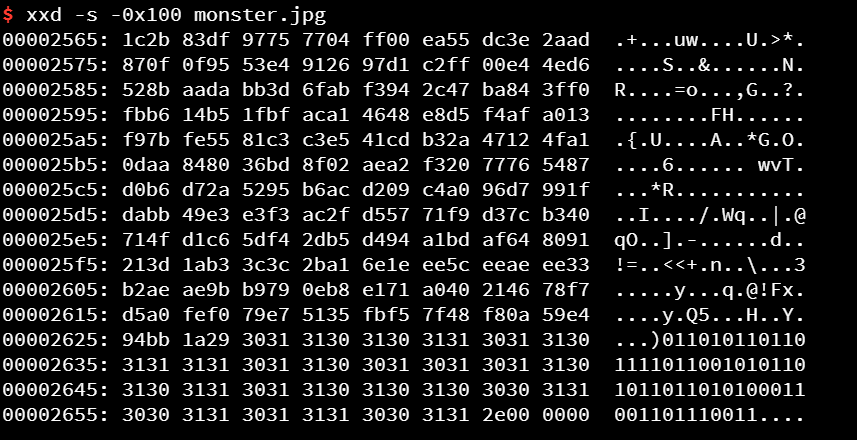 $ xxd -s -0x100 monster.jpg
00002565: 1c2b 83df 9775 7704 ff00 ea55 dc3e 2aad  .+...uw....U.>*.
00002575: 870f 0f95 53e4 9126 97d1 c2ff 00e4 4ed6  ....S..&......N.
00002585: 528b aada bb3d 6fab f394 2c47 ba84 3ff0  R....=o...,G..?.
00002595: fbb6 14b5 1fbf aca1 4648 e8d5 f4af a013  ........FH......
000025a5: f97b fe55 81c3 c3e5 41cd b32a 4712 4fa1  .{.U....A..*G.O.
000025b5: 0daa 8480 36bd 8f02 aea2 f320 7776 5487  ....6...... wvT.
000025c5: d0b6 d72a 5295 b6ac d209 c4a0 96d7 991f  ...*R...........
000025d5: dabb 49e3 e3f3 ac2f d557 71f9 d37c b340  ..I..../.Wq..|.@
000025e5: 714f d1c6 5df4 2db5 d494 a1bd af64 8091  qO..].-......d..
000025f5: 213d 1ab3 3c3c 2ba1 6e1e ee5c eeae ee33  !=..<<+.n..\...3
00002605: b2ae ae9b b979 0eb8 e171 a040 2146 78f7  .....y...q.@!Fx.
00002615: d5a0 fef0 79e7 5135 fbf5 7f48 f80a 59e4  ....y.Q5...H..Y.
00002625: 94bb 1a29 3031 3130 3130 3131 3031 3130  ...)011010110110
00002635: 3131 3131 3031 3130 3031 3031 3031 3130  1111011001010110
00002645: 3130 3131 3031 3130 3130 3130 3030 3131  1011011010100011
00002655: 3030 3131 3031 3131 3030 3131 2e00 0000  001101110011....